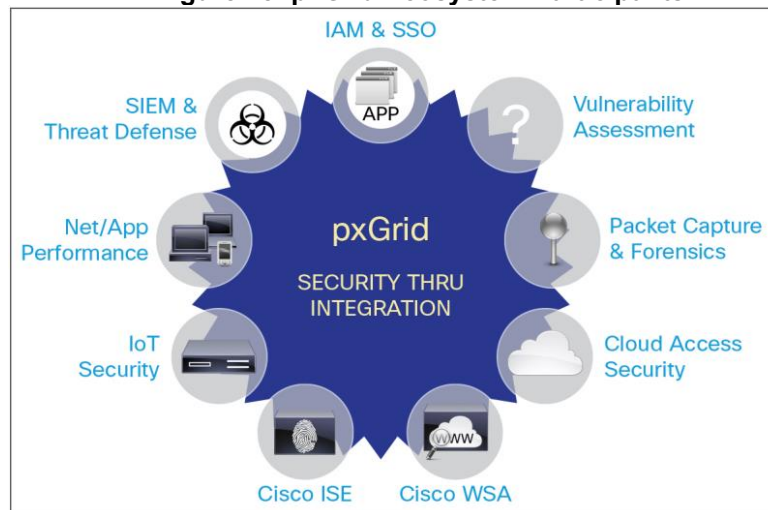 IAM & SSO
APP
SIEM &
Threat Defense
?
Vulnerability
Assessment
Net/App
Performance
pxGrid
SECURITY THRU
INTEGRATION
Packet Capture
& Forensics
IoT
Security
Cloud Access
Security
WWW
Cisco ISE
Cisco WSA